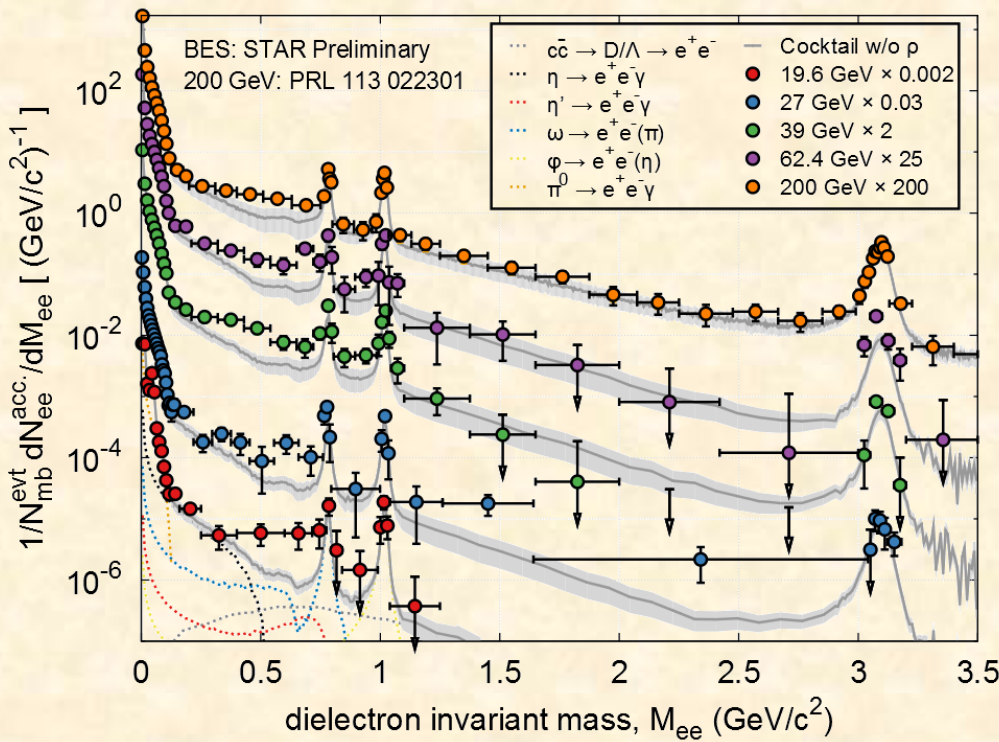 BES: STAR Preliminary
200 GeV: PRL 113 022301
cc̄ → D/Λ → e⁺e⁻
η → e⁺e⁻γ
η' → e⁺e⁻γ
ω → e⁺e⁻(π)
φ → e⁺e⁻(η)
π⁰ → e⁺e⁻γ
Cocktail w/o ρ
19.6 GeV × 0.002
27 GeV × 0.03
39 GeV × 2
62.4 GeV × 25
200 GeV × 200
1/N_mb^evt dN_ee^acc./dM_ee [ (GeV/c²)⁻¹ ]
10²
10⁰
10⁻²
10⁻⁴
10⁻⁶
0 0.5 1 1.5 2 2.5 3 3.5
dielectron invariant mass, M_ee (GeV/c²)